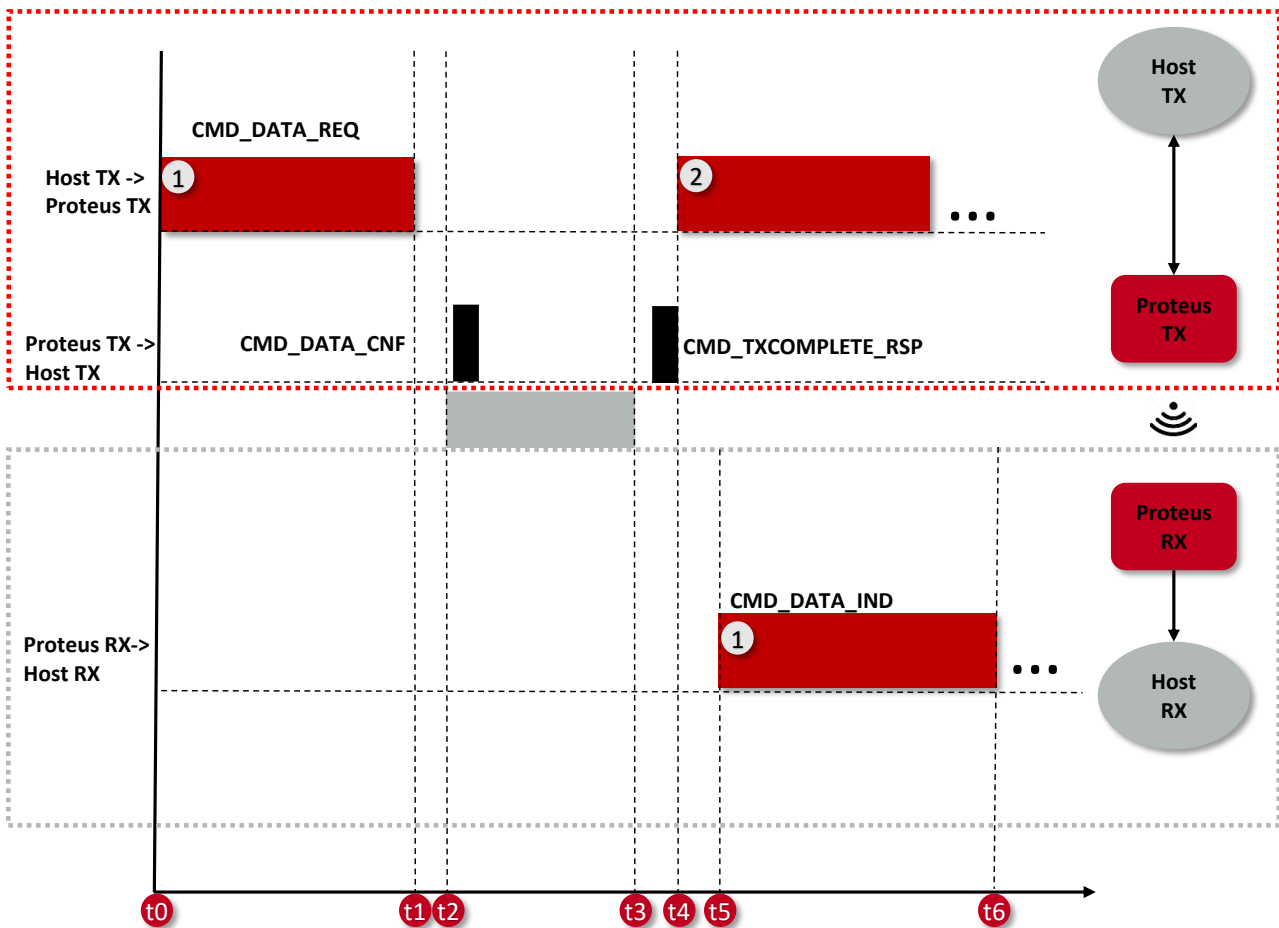 Host
TX
CMD_DATA_REQ
1
2
Host TX ->
Proteus TX
...
Proteus
TX
Proteus TX ->
Host TX
CMD_DATA_CNF
CMD_TXCOMPLETE_RSP
Proteus
RX
CMD_DATA_IND
1
Proteus RX->
Host RX
...
Host
RX
t0 t1 t2 t3 t4 t5 t6